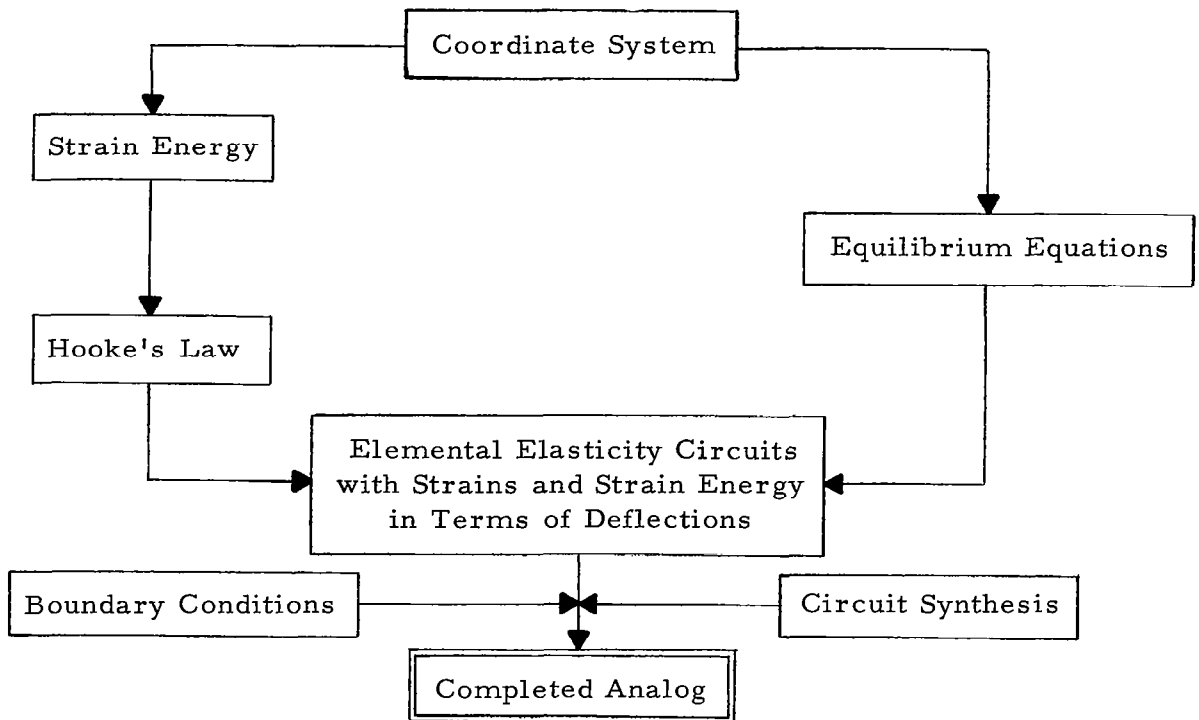 Coordinate System
Strain Energy
Equilibrium Equations
Hooke's Law
Elemental Elasticity Circuits
with Strains and Strain Energy
in Terms of Deflections
Boundary Conditions
Circuit Synthesis
Completed Analog